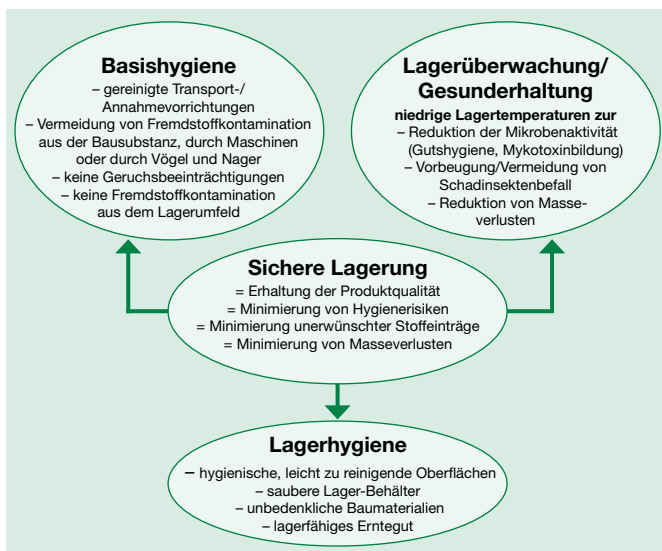 Basishygiene
– gereinigte Transport-/
Annahmevorrichtungen
– Vermeidung von Fremdstoffkontamination
aus der Bausubstanz, durch Maschinen
oder durch Vögel und Nager
– keine Geruchsbeeinträchtigungen
– keine Fremdstoffkontamination
aus dem Lagerumfeld
Lagerüberwachung/
Gesunderhaltung
niedrige Lagertemperaturen zur
– Reduktion der Mikrobenaktivität
(Gutshygiene, Mykotoxinbildung)
– Vorbeugung/Vermeidung von
Schadinsektenbefall
– Reduktion von Masse-
verlusten
Sichere Lagerung
= Erhaltung der Produktqualität
= Minimierung von Hygienerisiken
= Minimierung unerwünschter Stoffeinträge
= Minimierung von Masseverlusten
Lagerhygiene
– hygienische, leicht zu reinigende Oberflächen
– saubere Lager-Behälter
– unbedenkliche Baumaterialien
– lagerfähiges Erntegut